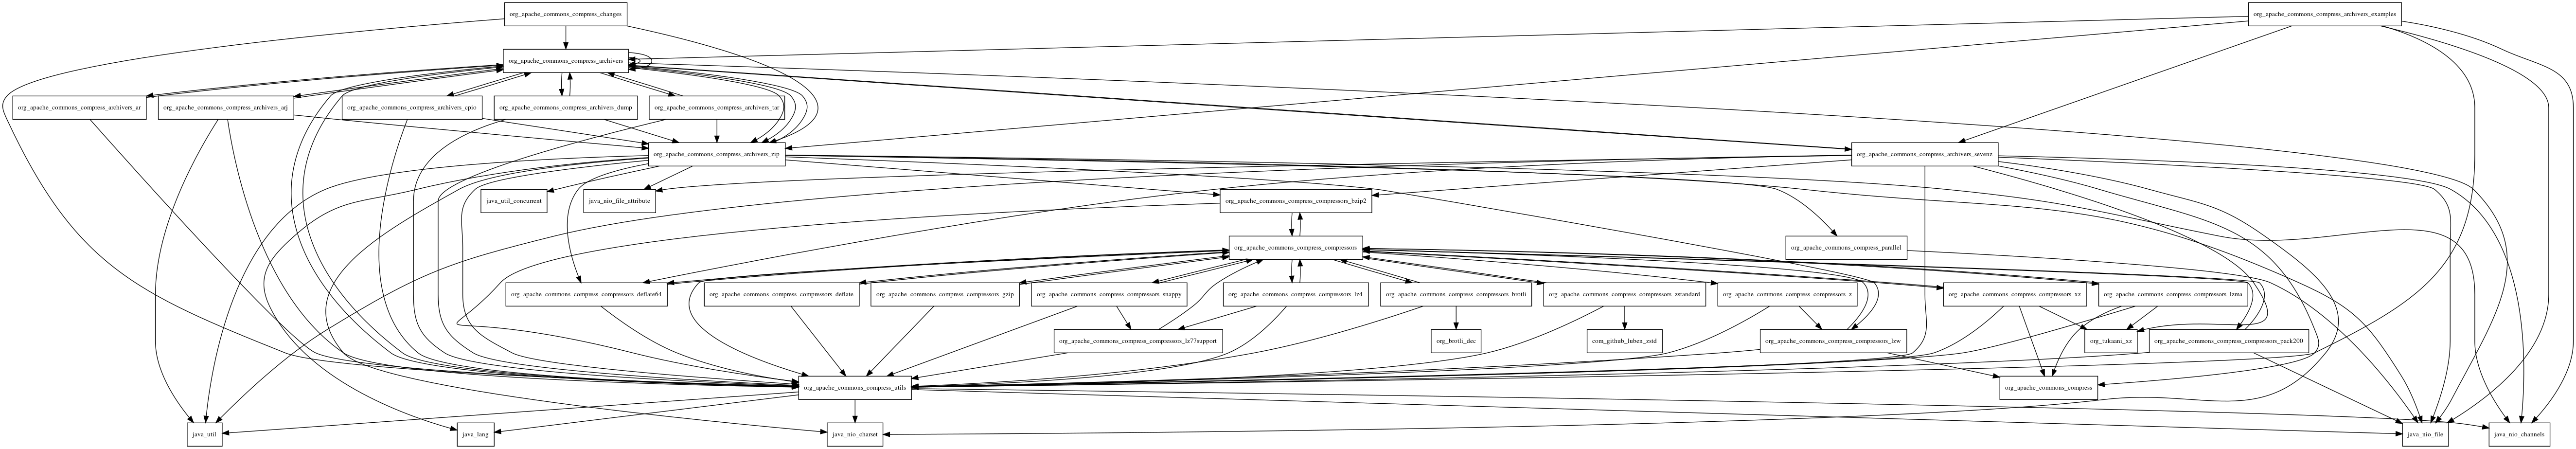 org_apache_commons_compress_changes
org_apache_commons_compress_archivers_examples
org_apache_commons_compress_archivers
org_apache_commons_compress_archivers_ar
org_apache_commons_compress_archivers_arj
org_apache_commons_compress_archivers_cpio
org_apache_commons_compress_archivers_dump
org_apache_commons_compress_archivers_tar
org_apache_commons_compress_archivers_zip
org_apache_commons_compress_archivers_sevenz
java_util_concurrent
java_nio_file_attribute
org_apache_commons_compress_compressors_bzip2
org_apache_commons_compress_compressors
org_apache_commons_compress_parallel
org_apache_commons_compress_compressors_deflate64
org_apache_commons_compress_compressors_deflate
org_apache_commons_compress_compressors_gzip
org_apache_commons_compress_compressors_snappy
org_apache_commons_compress_compressors_lz4
org_apache_commons_compress_compressors_brotli
org_apache_commons_compress_compressors_zstandard
org_apache_commons_compress_compressors_z
org_apache_commons_compress_compressors_xz
org_apache_commons_compress_compressors_lzma
org_apache_commons_compress_compressors_lz77support
org_brotli_dec
com_github_luben_zstd
org_apache_commons_compress_compressors_lzw
org_tukaani_xz
org_apache_commons_compress_compressors_pack200
org_apache_commons_compress_utils
org_apache_commons_compress
java_util
java_lang
java_nio_charset
java_nio_file
java_nio_channels